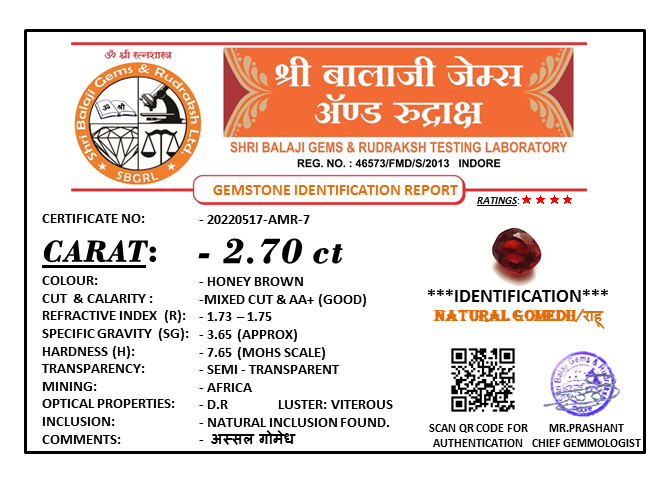 ॐ श्री रत्नशास्त्र
Shri Balaji Gems & Rudraksh Ltd.
SBGRL
श्री बालाजी जेम्स
ॲण्ड रुद्राक्ष
SHRI BALAJI GEMS & RUDRAKSH TESTING LABORATORY
REG. NO. : 46573/FMD/S/2013 INDORE
GEMSTONE IDENTIFICATION REPORT
RATINGS: ★ ★ ★ ★
CERTIFICATE NO: - 20220517-AMR-7
CARAT: - 2.70 ct
COLOUR: - HONEY BROWN
CUT & CALARITY : -MIXED CUT & AA+ (GOOD)
REFRACTIVE INDEX (R): - 1.73 – 1.75
SPECIFIC GRAVITY (SG): - 3.65 (APPROX)
HARDNESS (H): - 7.65 (MOHS SCALE)
TRANSPARENCY: - SEMI - TRANSPARENT
MINING: - AFRICA
OPTICAL PROPERTIES: - D.R LUSTER: VITEROUS
INCLUSION: - NATURAL INCLUSION FOUND.
COMMENTS: - अस्सल गोमेध
***IDENTIFICATION***
NATURAL GOMEDH/राहू
SCAN QR CODE FOR
AUTHENTICATION
Shri Balaji Gems & Rudraksh
MR.PRASHANT
CHIEF GEMMOLOGIST